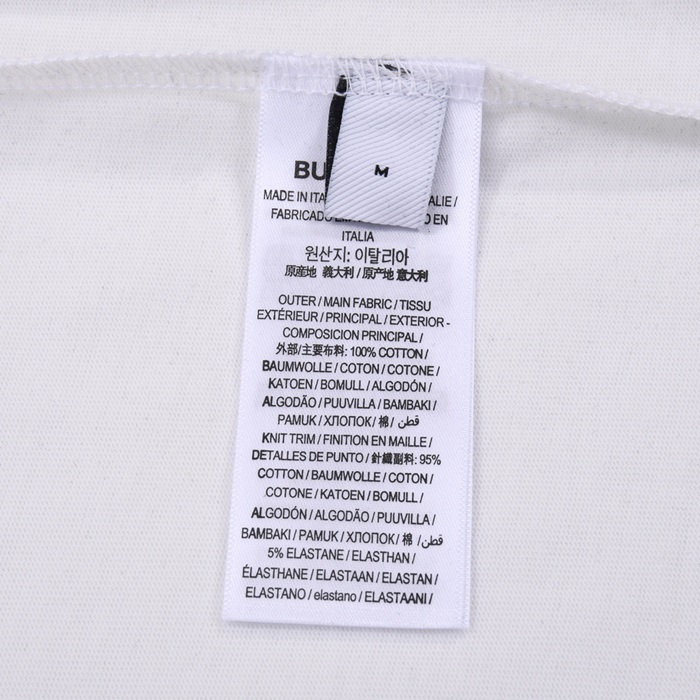 M
BU
MADE IN ITA ALIE /
FABRICADO D EN
ITALIA
원산지: 이탈리아
原産地 義大利 / 原产地 意大利
OUTER / MAIN FABRIC / TISSU
EXTÉRIEUR / PRINCIPAL / EXTERIOR -
COMPOSICION PRINCIPAL /
外部/主要布料: 100% COTTON /
BAUMWOLLE / COTON / COTONE /
KATOEN / BOMULL / ALGODÓN /
ALGODÃO / PUUVILLA / BAMBAKI /
PAMUK / ХЛОПОК / 棉 / قطن /
KNIT TRIM / FINITION EN MAILLE /
DETALLES DE PUNTO / 針織副料: 95%
COTTON / BAUMWOLLE / COTON /
COTONE / KATOEN / BOMULL /
ALGODÓN / ALGODÃO / PUUVILLA /
BAMBAKI / PAMUK / ХЛОПОК / 棉 / قطن /
5% ELASTANE / ELASTHAN /
ÉLASTHANE / ELASTAAN / ELASTAN /
ELASTANO / elastano / ELASTAANI /